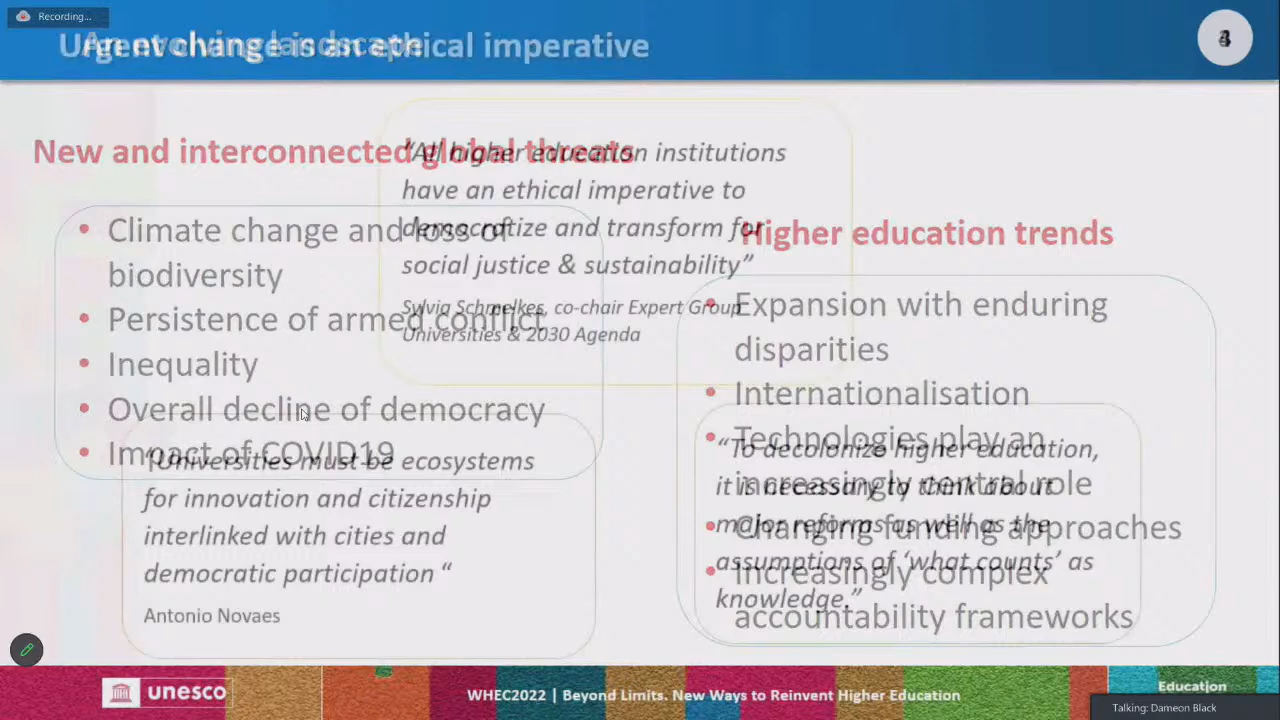 Recording...
An evolving landscape
Urgent change is an ethical imperative
New and interconnected global threats
• Climate change and loss of
biodiversity
• Persistence of armed conflict
• Inequality
• Overall decline of democracy
• Impact of COVID19
Higher education trends
• Expansion with enduring
disparities
• Internationalisation
• Technologies play an
increasingly central role
• Changing funding approaches
• Increasingly complex
accountability frameworks
“All higher education institutions
have an ethical imperative to
democratize and transform for
social justice & sustainability”
Sylvia Schmelkes, co-chair Expert Group
Universities & 2030 Agenda
“Universities must be ecosystems
for innovation and citizenship
interlinked with cities and
democratic participation “
Antonio Novaes
“To decolonize higher education,
it is necessary to think about
major reforms as well as the
assumptions of ‘what counts’ as
knowledge.”
unesco
WHEC2022 | Beyond Limits. New Ways to Reinvent Higher Education
Education
Talking: Dameon Black